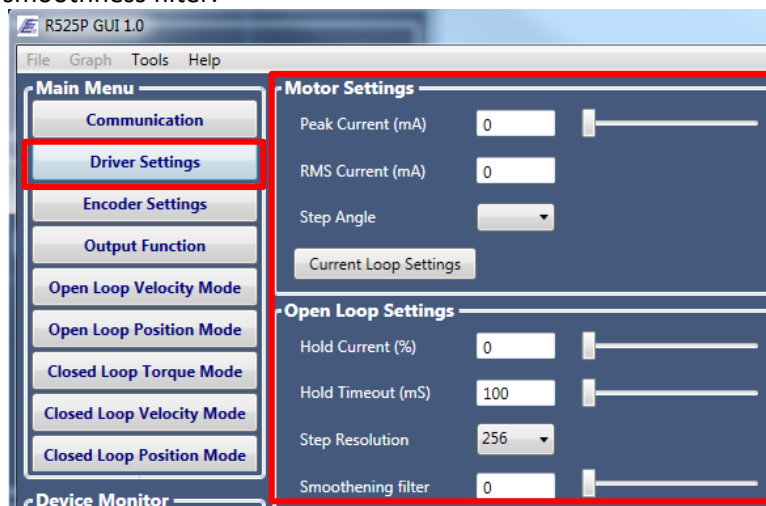 smoothness filter.
R525P GUI 1.0
File Graph Tools Help
Main Menu
Communication
Driver Settings
Encoder Settings
Output Function
Open Loop Velocity Mode
Open Loop Position Mode
Closed Loop Torque Mode
Closed Loop Velocity Mode
Closed Loop Position Mode
Device Monitor
Motor Settings
Peak Current (mA) 0
RMS Current (mA) 0
Step Angle
Current Loop Settings
Open Loop Settings
Hold Current (%) 0
Hold Timeout (mS) 100
Step Resolution 256
Smoothening filter 0